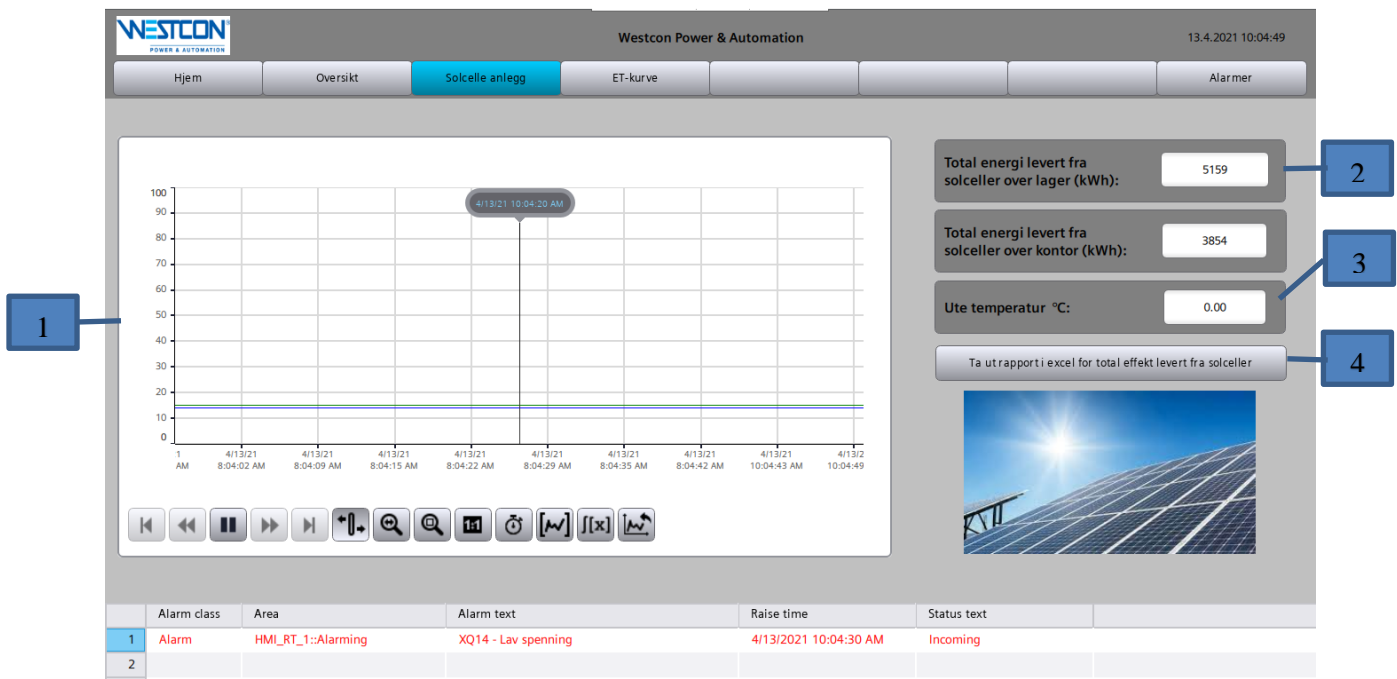 WESTCON
POWER & AUTOMATION
Westcon Power & Automation
13.4.2021 10:04:49
Hjem
Oversikt
Solcelle anlegg
ET-kurve
Alarmer
1
100
90
80
70
60
50
40
30
20
10
0
4/13/21 10:04:20 AM
1
AM
4/13/21
8:04:02 AM
4/13/21
8:04:09 AM
4/13/21
8:04:15 AM
4/13/21
8:04:22 AM
4/13/21
8:04:29 AM
4/13/21
8:04:35 AM
4/13/21
8:04:42 AM
4/13/21
10:04:43 AM
4/13/2
10:04:49
1:1
∫[x]
Total energi levert fra
solceller over lager (kWh):
5159
2
Total energi levert fra
solceller over kontor (kWh):
3854
3
Ute temperatur °C:
0.00
Ta ut rapport i excel for total effekt levert fra solceller
4
Alarm class
Area
Alarm text
Raise time
Status text
1
Alarm
HMI_RT_1::Alarming
XQ14 - Lav spenning
4/13/2021 10:04:30 AM
Incoming
2